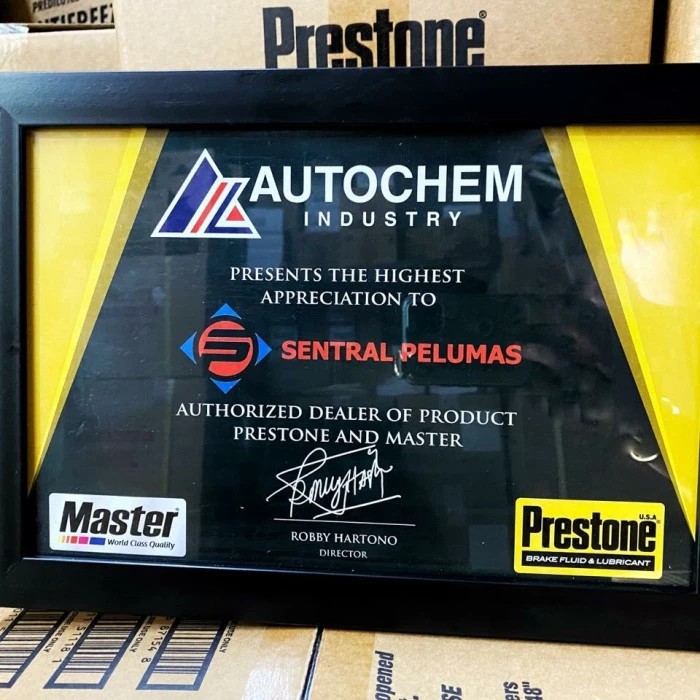 Prestone
AUTOCHEM
INDUSTRY
PRESENTS THE HIGHEST
APPRECIATION TO
SENTRAL PELUMAS
AUTHORIZED DEALER OF PRODUCT
PRESTONE AND MASTER
ROBBY HARTONO
DIRECTOR
Master
World Class Quality
U.S.A
Prestone
BRAKE FLUID & LUBRICANT
opened